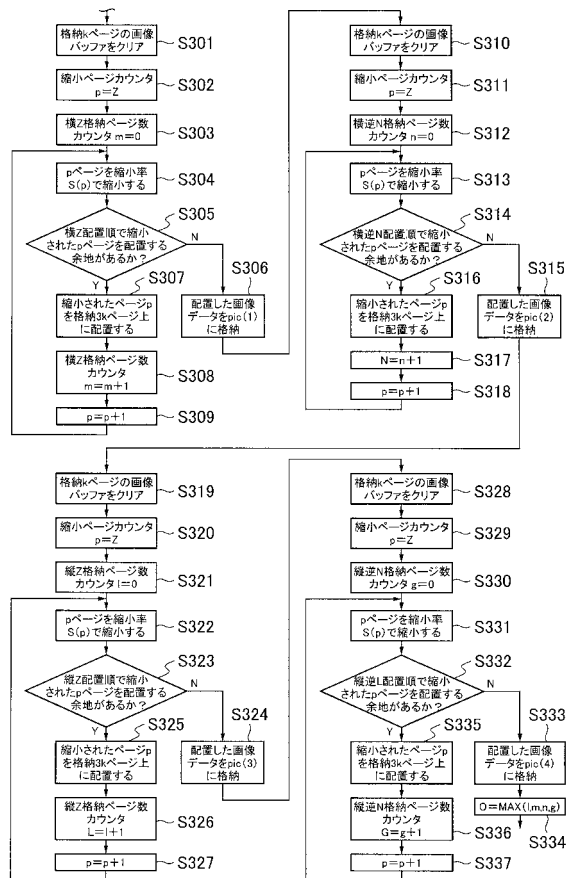 格納kページの画像
バッファをクリア
S301
縮小ページカウンタ
p=Z
S302
横Z格納ページ数
カウンタ m=0
S303
pページを縮小率
S(p)で縮小する
S304
S305
横Z配置順で縮小
されたpページを配置する
余地があるか?
N
Y
S307
S306
縮小されたページp
を格納3kページ上
に配置する
配置した画像
データをpic(1)
に格納
横Z格納ページ数
カウンタ
m=m+1
S308
p=p+1
S309
格納kページの画像
バッファをクリア
S310
縮小ページカウンタ
p=Z
S311
横逆N格納ページ数
カウンタ n=0
S312
pページを縮小率
S(p)で縮小する
S313
S314
横逆N配置順で縮小
されたpページを配置する
余地があるか?
N
Y
S316
S315
縮小されたページp
を格納3kページ上
に配置する
配置した画像
データをpic(2)
に格納
N=n+1
S317
p=p+1
S318
格納kページの画像
バッファをクリア
S319
縮小ページカウンタ
p=Z
S320
縦Z格納ページ数
カウンタ l=0
S321
pページを縮小率
S(p)で縮小する
S322
S323
縦Z配置順で縮小
されたpページを配置する
余地があるか?
N
Y
S325
S324
縮小されたページp
を格納3kページ上
に配置する
配置した画像
データをpic(3)
に格納
縦Z格納ページ数
カウンタ
L=l+1
S326
p=p+1
S327
格納kページの画像
バッファをクリア
S328
縮小ページカウンタ
p=Z
S329
縦逆N格納ページ数
カウンタ g=0
S330
pページを縮小率
S(p)で縮小する
S331
S332
縦逆L配置順で縮小
されたpページを配置する
余地があるか?
N
Y
S335
S333
縮小されたページp
を格納3kページ上
に配置する
配置した画像
データをpic(4)
に格納
O=MAX(l,m,n,g)
S334
縦逆N格納ページ数
カウンタ
G=g+1
S336
p=p+1
S337